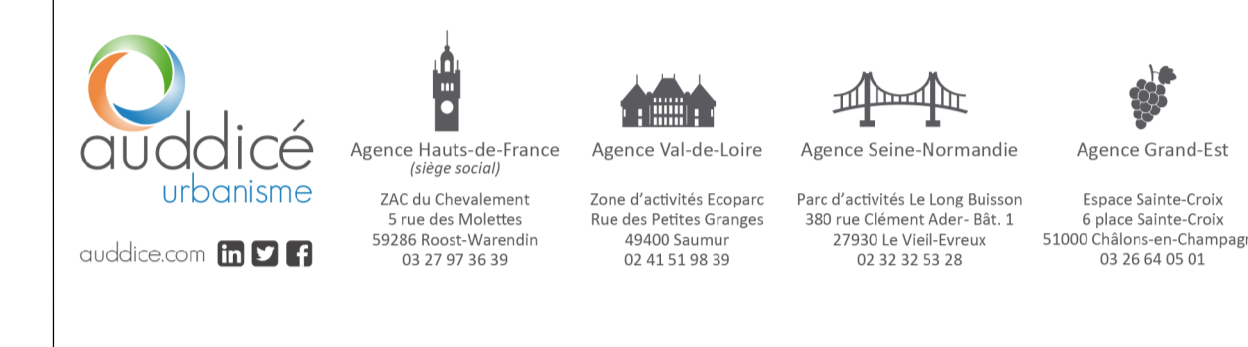 auddicé
urbanisme
auddice.com
Agence Hauts-de-France
(siège social)
ZAC du Chevalement
5 rue des Molettes
59286 Roost-Warendin
03 27 97 36 39
Agence Val-de-Loire
Zone d'activités Ecoparc
Rue des Petites Granges
49400 Saumur
02 41 51 98 39
Agence Seine-Normandie
Parc d'activités Le Long Buisson
380 rue Clément Ader- Bât. 1
27930 Le Vieil-Evreux
02 32 32 53 28
Agence Grand-Est
Espace Sainte-Croix
6 place Sainte-Croix
51000 Châlons-en-Champagn
03 26 64 05 01